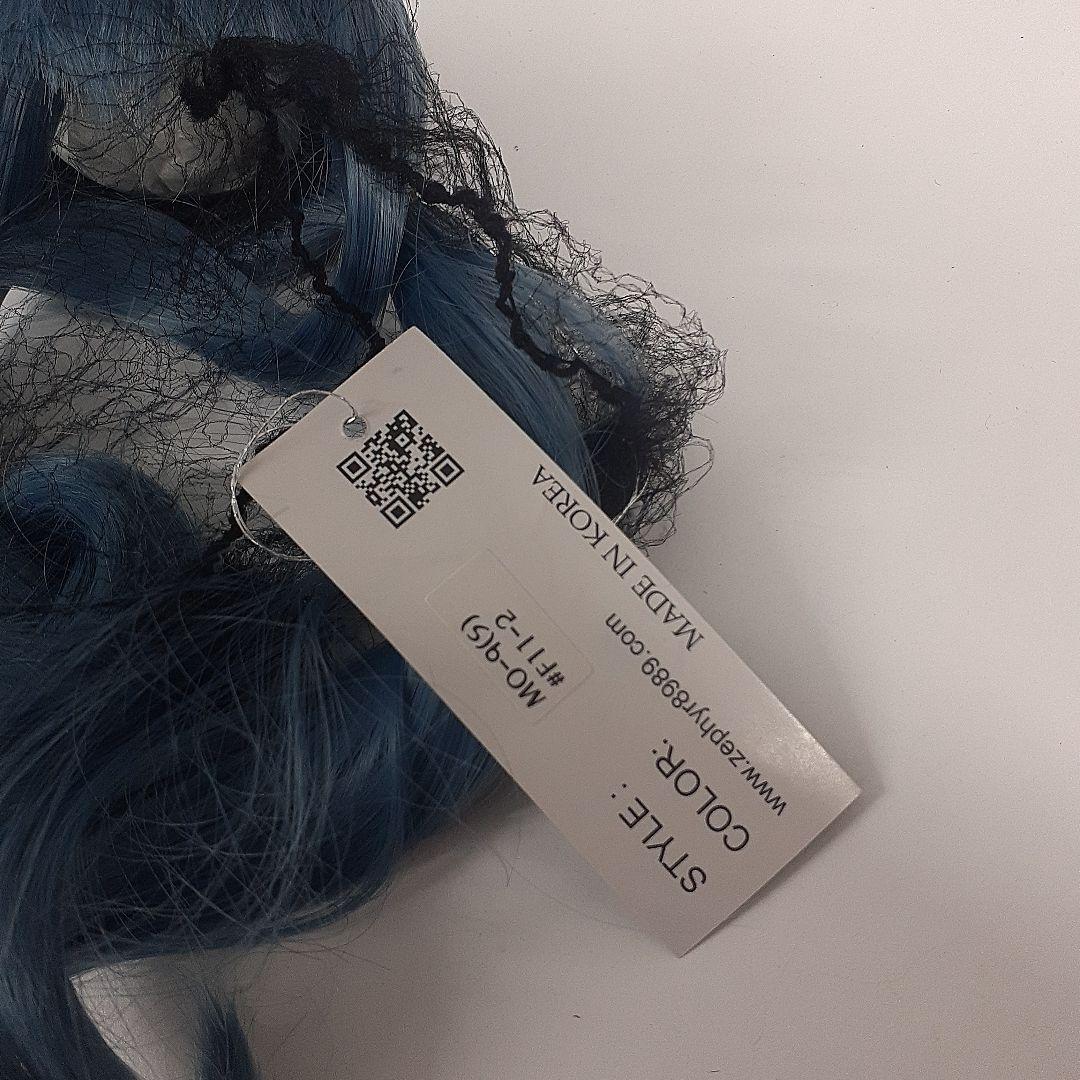 STYLE :
COLOR:
MO-9(S)
#F11-2
www.zephyr8989.com
MADE IN KOREA